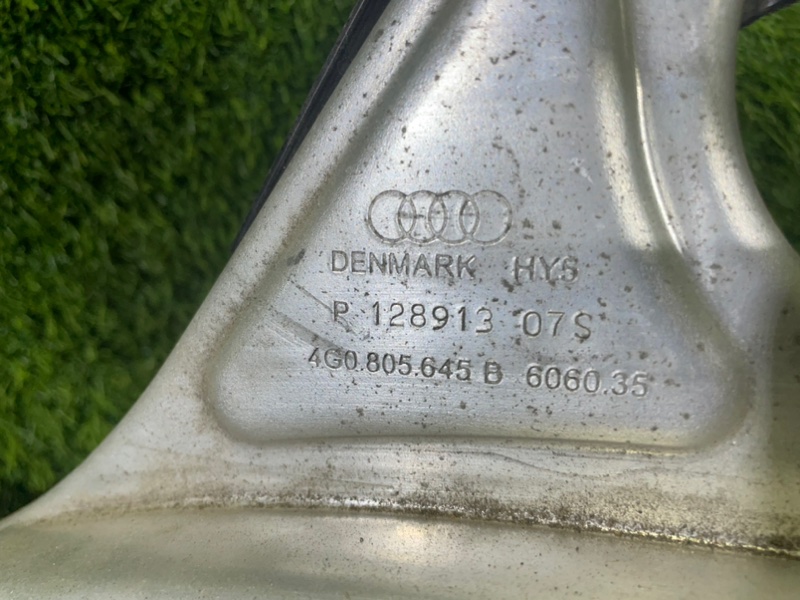 DENMARK HYS
P 128913 07S
4G0.805.645 B 6060.35